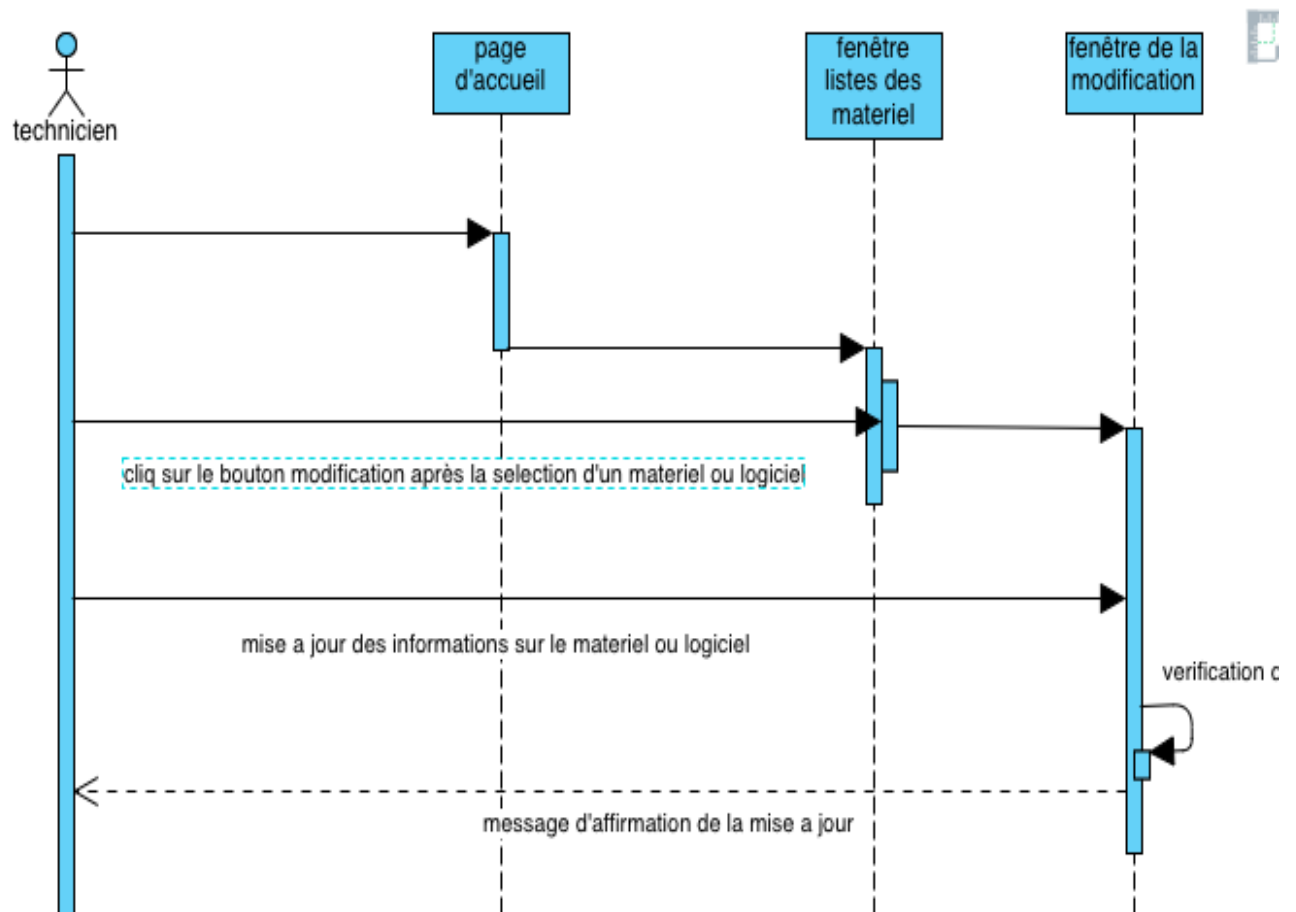 technicien
page
d'accueil
fenêtre
listes des
materiel
fenêtre de la
modification
cliq sur le bouton modification après la selection d'un materiel ou logiciel
mise a jour des informations sur le materiel ou logiciel
verification
message d'affirmation de la mise a jour